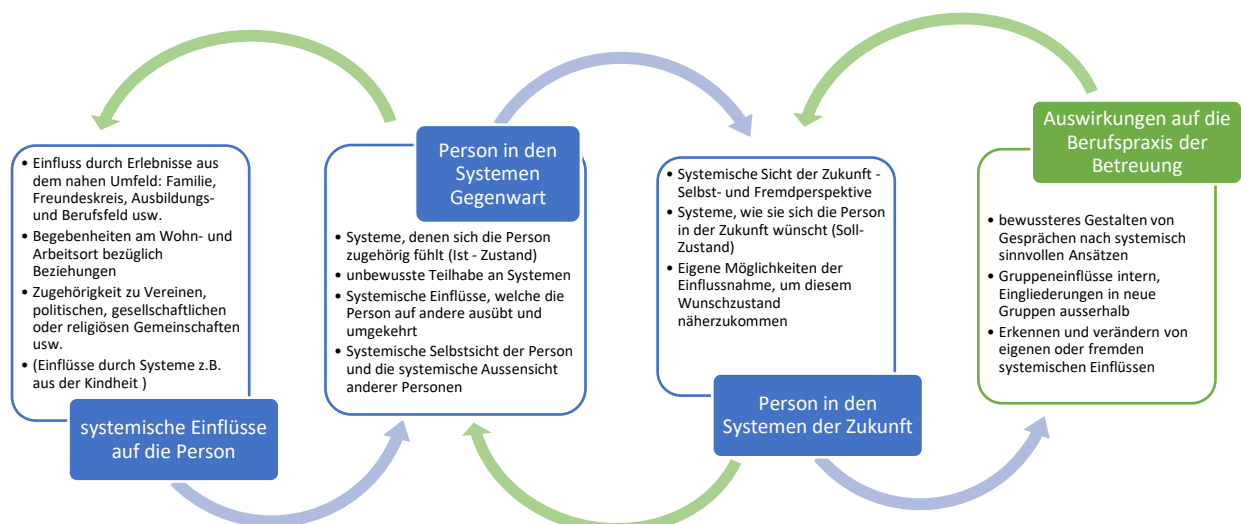 • Einfluss durch Erlebnisse aus
dem nahen Umfeld: Familie,
Freundeskreis, Ausbildungs-
und Berufsfeld usw.
• Begebenheiten am Wohn- und
Arbeitsort bezüglich
Beziehungen
• Zugehörigkeit zu Vereinen,
politischen, gesellschaftlichen
oder religiösen Gemeinschaften
usw.
• (Einflüsse durch Systeme z.B.
aus der Kindheit )
systemische Einflüsse
auf die Person
Person in den
Systemen
Gegenwart
• Systeme, denen sich die Person
zugehörig fühlt (Ist - Zustand)
• unbewusste Teilhabe an Systemen
• Systemische Einflüsse, welche die
Person auf andere ausübt und
umgekehrt
• Systemische Selbstsicht der Person
und die systemische Aussensicht
anderer Personen
• Systemische Sicht der Zukunft -
Selbst- und Fremdperspektive
• Systeme, wie sie sich die Person
in der Zukunft wünscht (Soll-
Zustand)
• Eigene Möglichkeiten der
Einflussnahme, um diesem
Wunschzustand
näherzukommen
Person in den
Systemen der Zukunft
Auswirkungen auf die
Berufspraxis der
Betreuung
• bewussteres Gestalten von
Gesprächen nach systemisch
sinnvollen Ansätzen
• Gruppeneinflüsse intern,
Eingliederungen in neue
Gruppen ausserhalb
• Erkennen und verändern von
eigenen oder fremden
systemischen Einflüssen